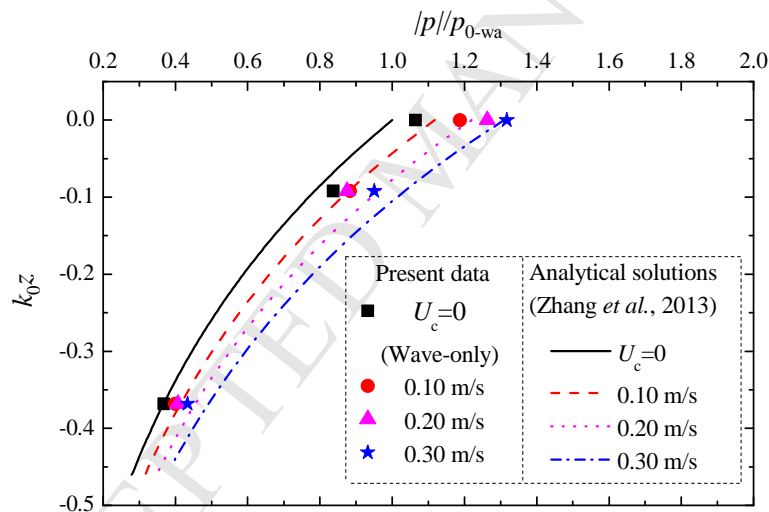 |p|/p0-wa
0.2 0.4 0.6 0.8 1.0 1.2 1.4 1.6 1.8 2.0
0.0
-0.1
-0.2
-0.3
-0.4
-0.5
k0z
Present data
Uc=0
(Wave-only)
0.10 m/s
0.20 m/s
0.30 m/s
Analytical solutions
(Zhang et al., 2013)
Uc=0
0.10 m/s
0.20 m/s
0.30 m/s
EPTED MAN